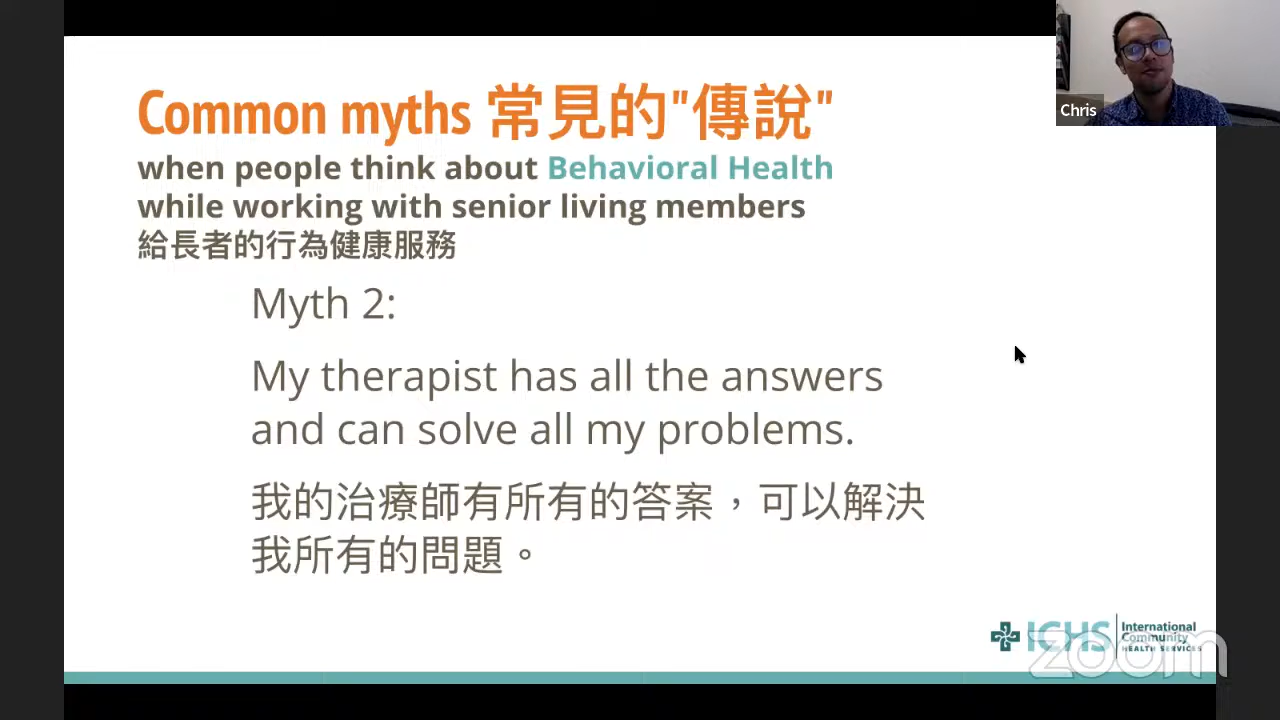 Common myths 常見的"傳說"
when people think about Behavioral Health
while working with senior living members
給長者的行為健康服務
Myth 2:
My therapist has all the answers
and can solve all my problems.
我的治療師有所有的答案，可以解決
我所有的問題。
Chris
ICHS
International
Community
HEALTH SERVICES
zoom